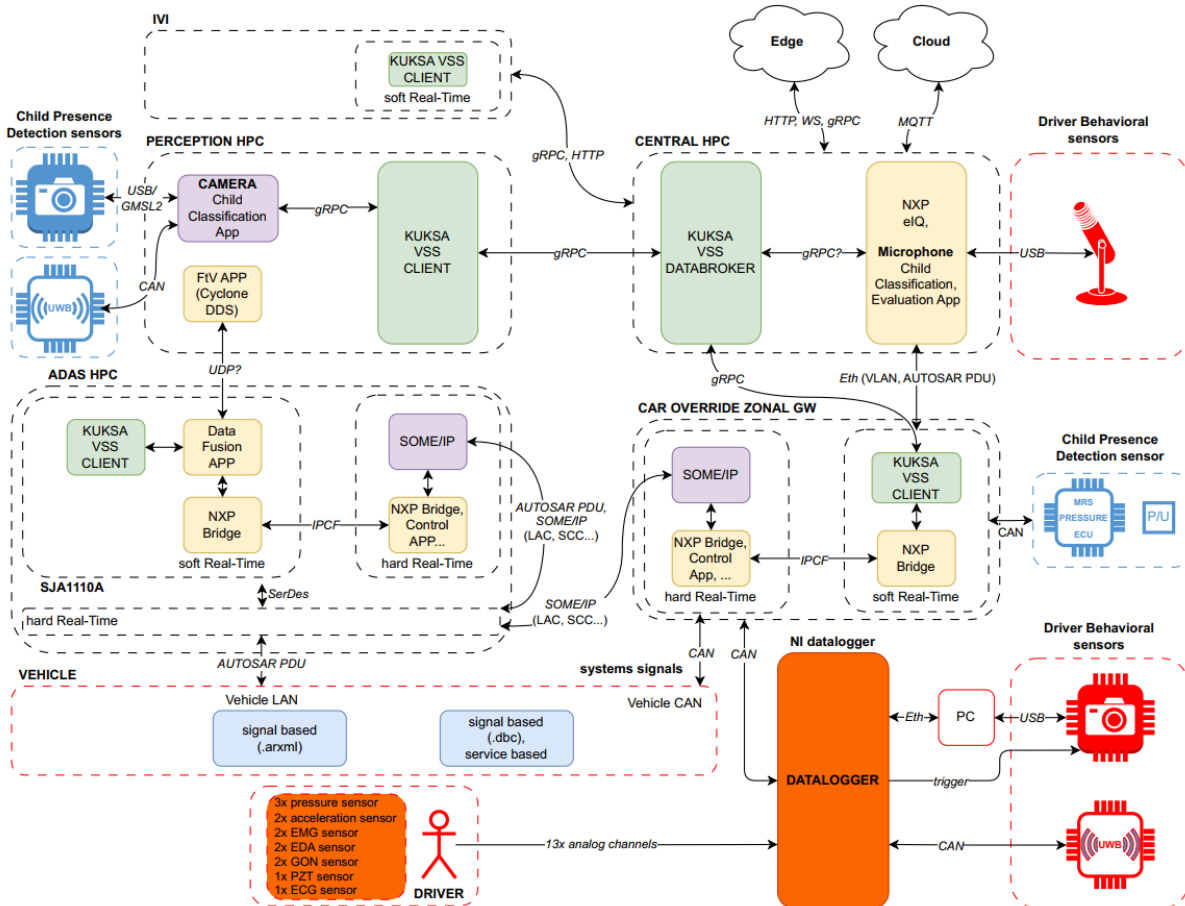 IVI
KUKSA VSS
CLIENT
soft Real-Time
Edge
Cloud
HTTP, WS, gRPC
MQTT
gRPC, HTTP
Child Presence
Detection sensors
PERCEPTION HPC
USB/
GMSL2
CAMERA
Child
Classification
App
gRPC
KUKSA
VSS
CLIENT
UWB
CAN
FtV APP
(Cyclone
DDS)
gRPC
CENTRAL HPC
KUKSA
VSS
DATABROKER
gRPC?
NXP
eIQ,
Microphone
Child
Classification,
Evaluation App
USB
Driver Behavioral
sensors
UDP?
gRPC
Eth (VLAN, AUTOSAR PDU)
ADAS HPC
KUKSA
VSS
CLIENT
Data
Fusion
APP
NXP
Bridge
soft Real-Time
IPCF
SOME/IP
NXP Bridge,
Control
APP...
hard Real-Time
AUTOSAR PDU,
SOME/IP
(LAC, SCC...)
SJA1110A
SerDes
hard Real-Time
SOME/IP
(LAC, SCC...)
AUTOSAR PDU
CAR OVERRIDE ZONAL GW
SOME/IP
NXP Bridge,
Control
App, ...
hard Real-Time
IPCF
KUKSA
VSS
CLIENT
NXP
Bridge
soft Real-Time
CAN
Child Presence
Detection sensor
MRS
PRESSURE
ECU
P/U
CAN
CAN
VEHICLE
systems signals
Vehicle LAN
Vehicle CAN
signal based
(.arxml)
signal based
(.dbc),
service based
NI datalogger
DATALOGGER
Eth
PC
USB
trigger
CAN
Driver Behavioral
sensors
UWB
3x pressure sensor
2x acceleration sensor
2x EMG sensor
2x EDA sensor
2x GON sensor
1x PZT sensor
1x ECG sensor
DRIVER
13x analog channels